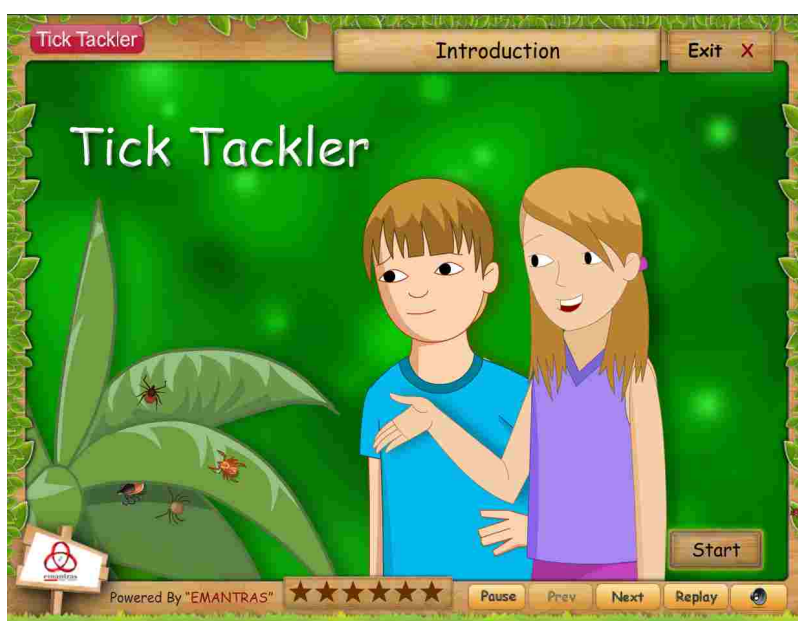 Tick Tackler
Introduction
Exit X
Tick Tackler
Start
emantras
Powered By "EMANTRAS"
Pause
Prev
Next
Replay